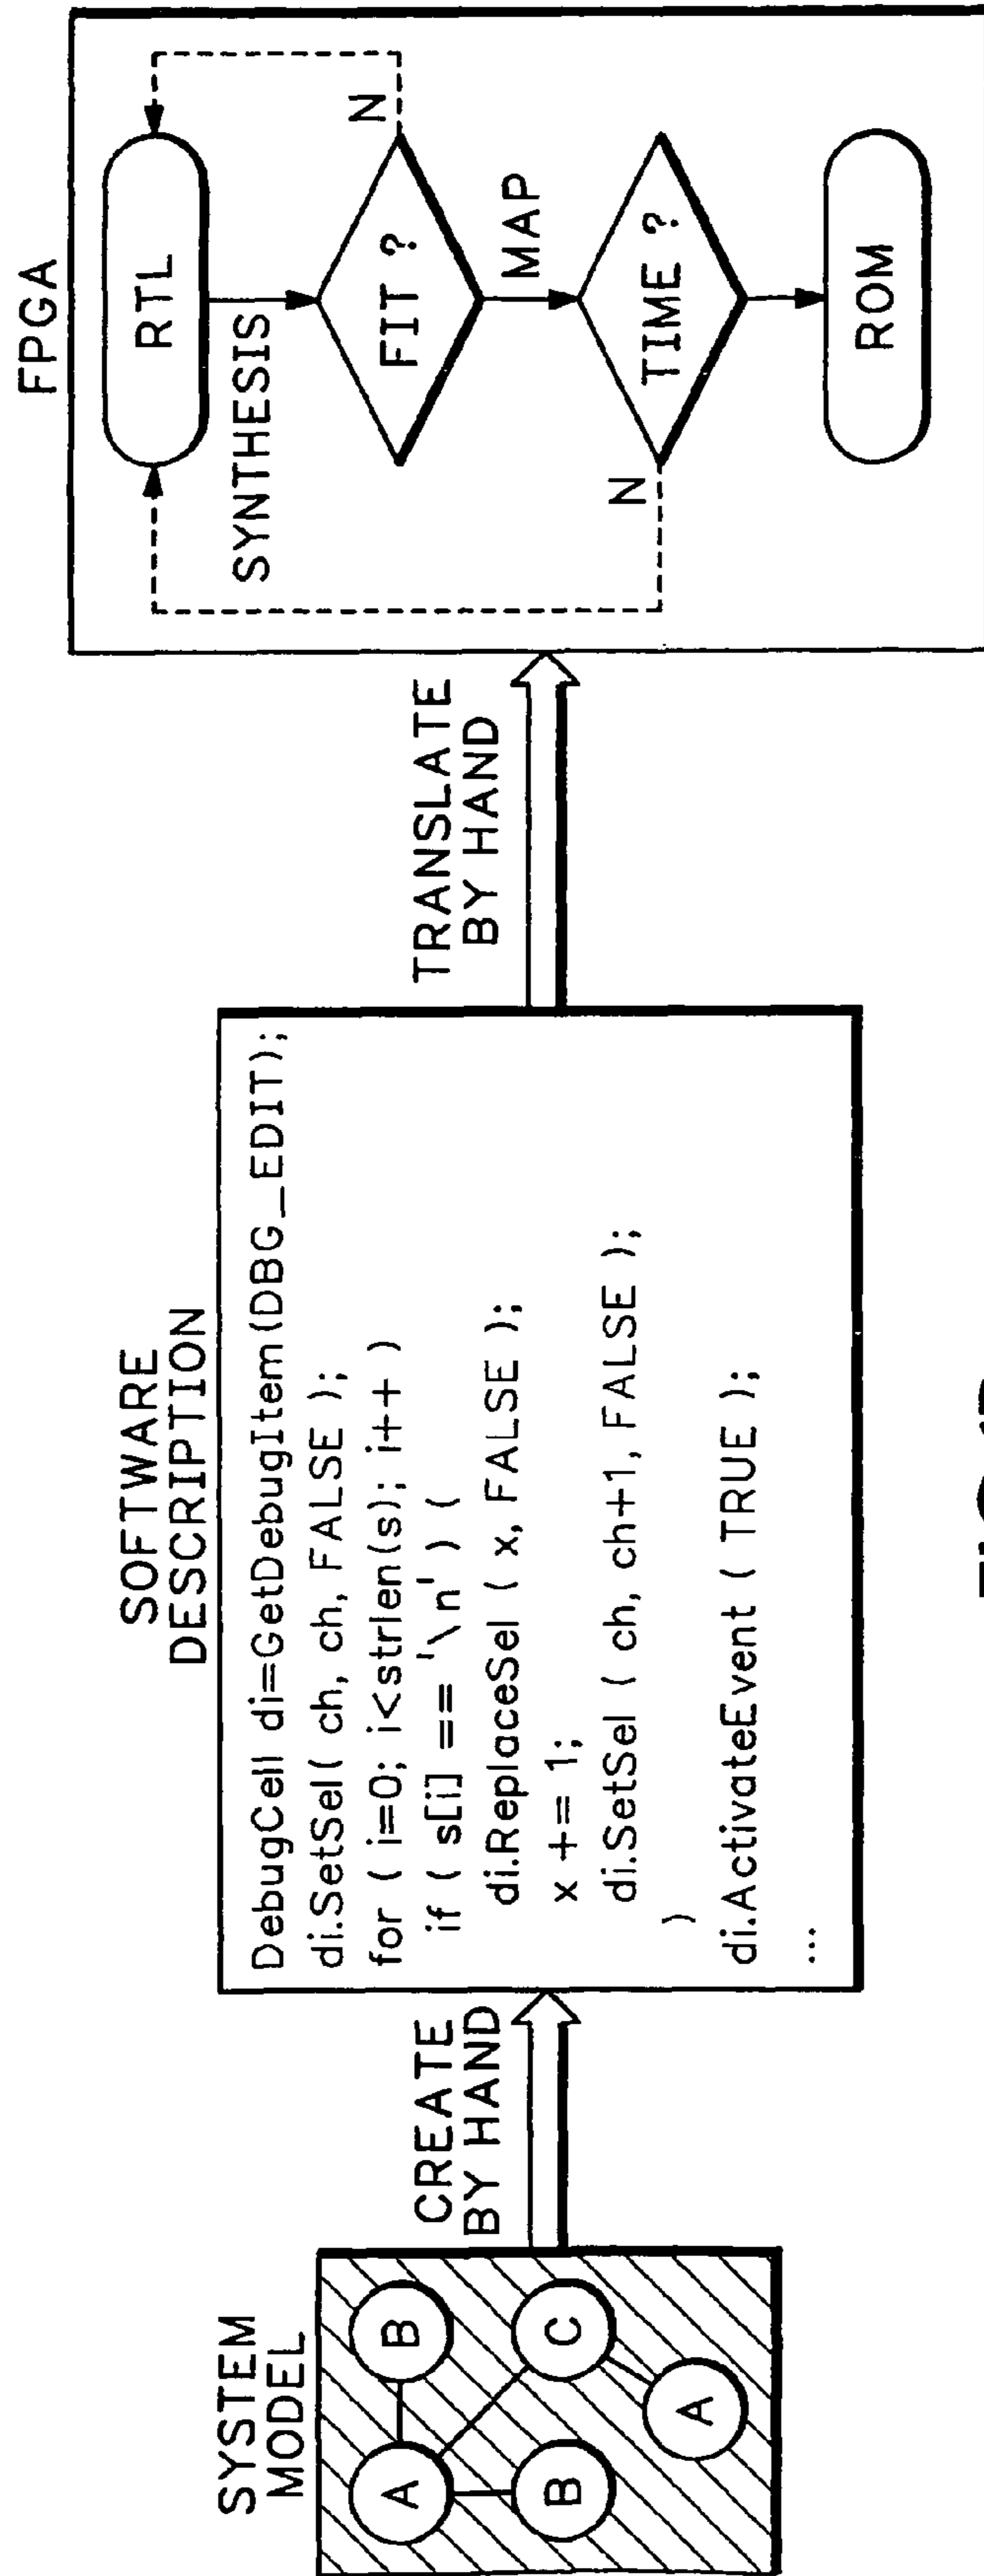 SYSTEM
MODEL
A
B
B
C
A
CREATE
BY HAND
SOFTWARE
DESCRIPTION
DebugCell di=GetDebugItem(DBG_EDIT);
di.SetSel( ch, ch, FALSE );
for ( i=0; i<strlen(s); i++ )
if ( s[i] == '\n' ) (
di.ReplaceSel ( x, FALSE );
x += 1;
di.SetSel ( ch, ch+1, FALSE );
)
di.ActivateEvent ( TRUE );
...
TRANSLATE
BY HAND
FPGA
RTL
SYNTHESIS
FIT ?
N
MAP
TIME ?
N
ROM